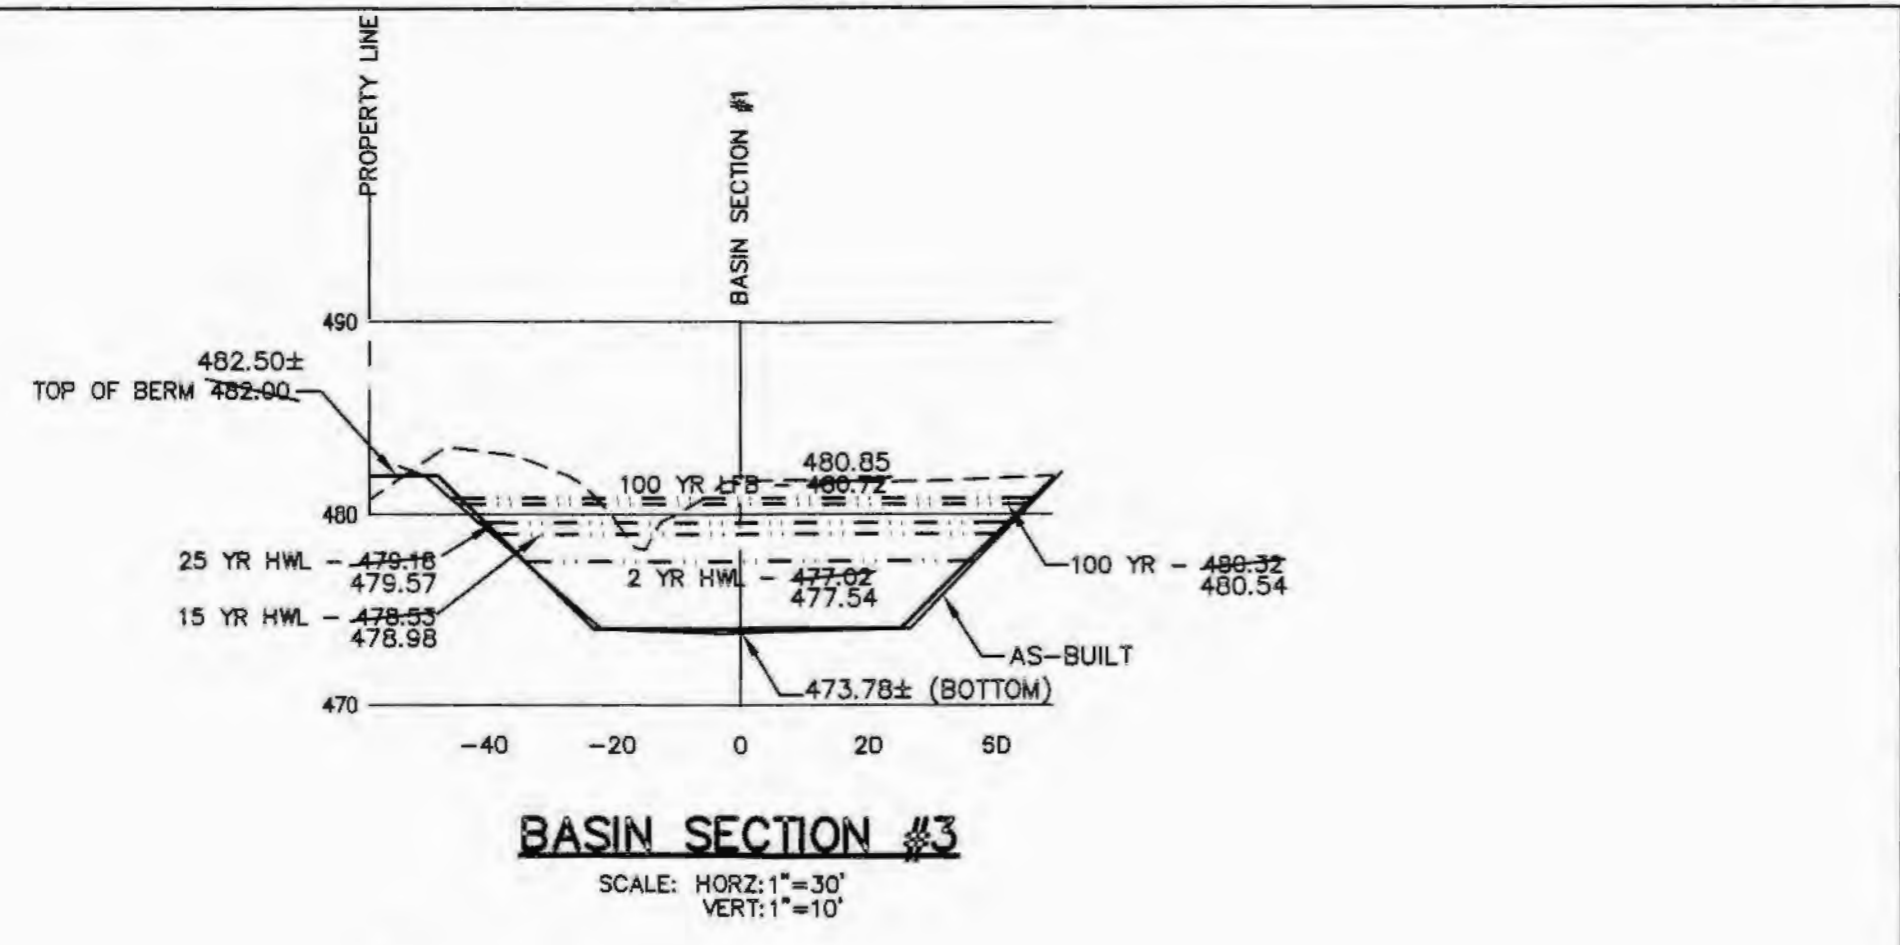 PROPERTY LINE
BASIN SECTION #1
490
482.50±
TOP OF BERM 482.00
480.85
100 YR LFB - 480.72
480
25 YR HWL - 479.18
479.57
2 YR HWL - 477.02
477.54
100 YR - 480.32
480.54
15 YR HWL - 478.53
478.98
AS-BUILT
473.78± (BOTTOM)
470
-40 -20 0 20 SD
BASIN SECTION #3
SCALE: HORZ: 1"=30'
VERT: 1"=10'